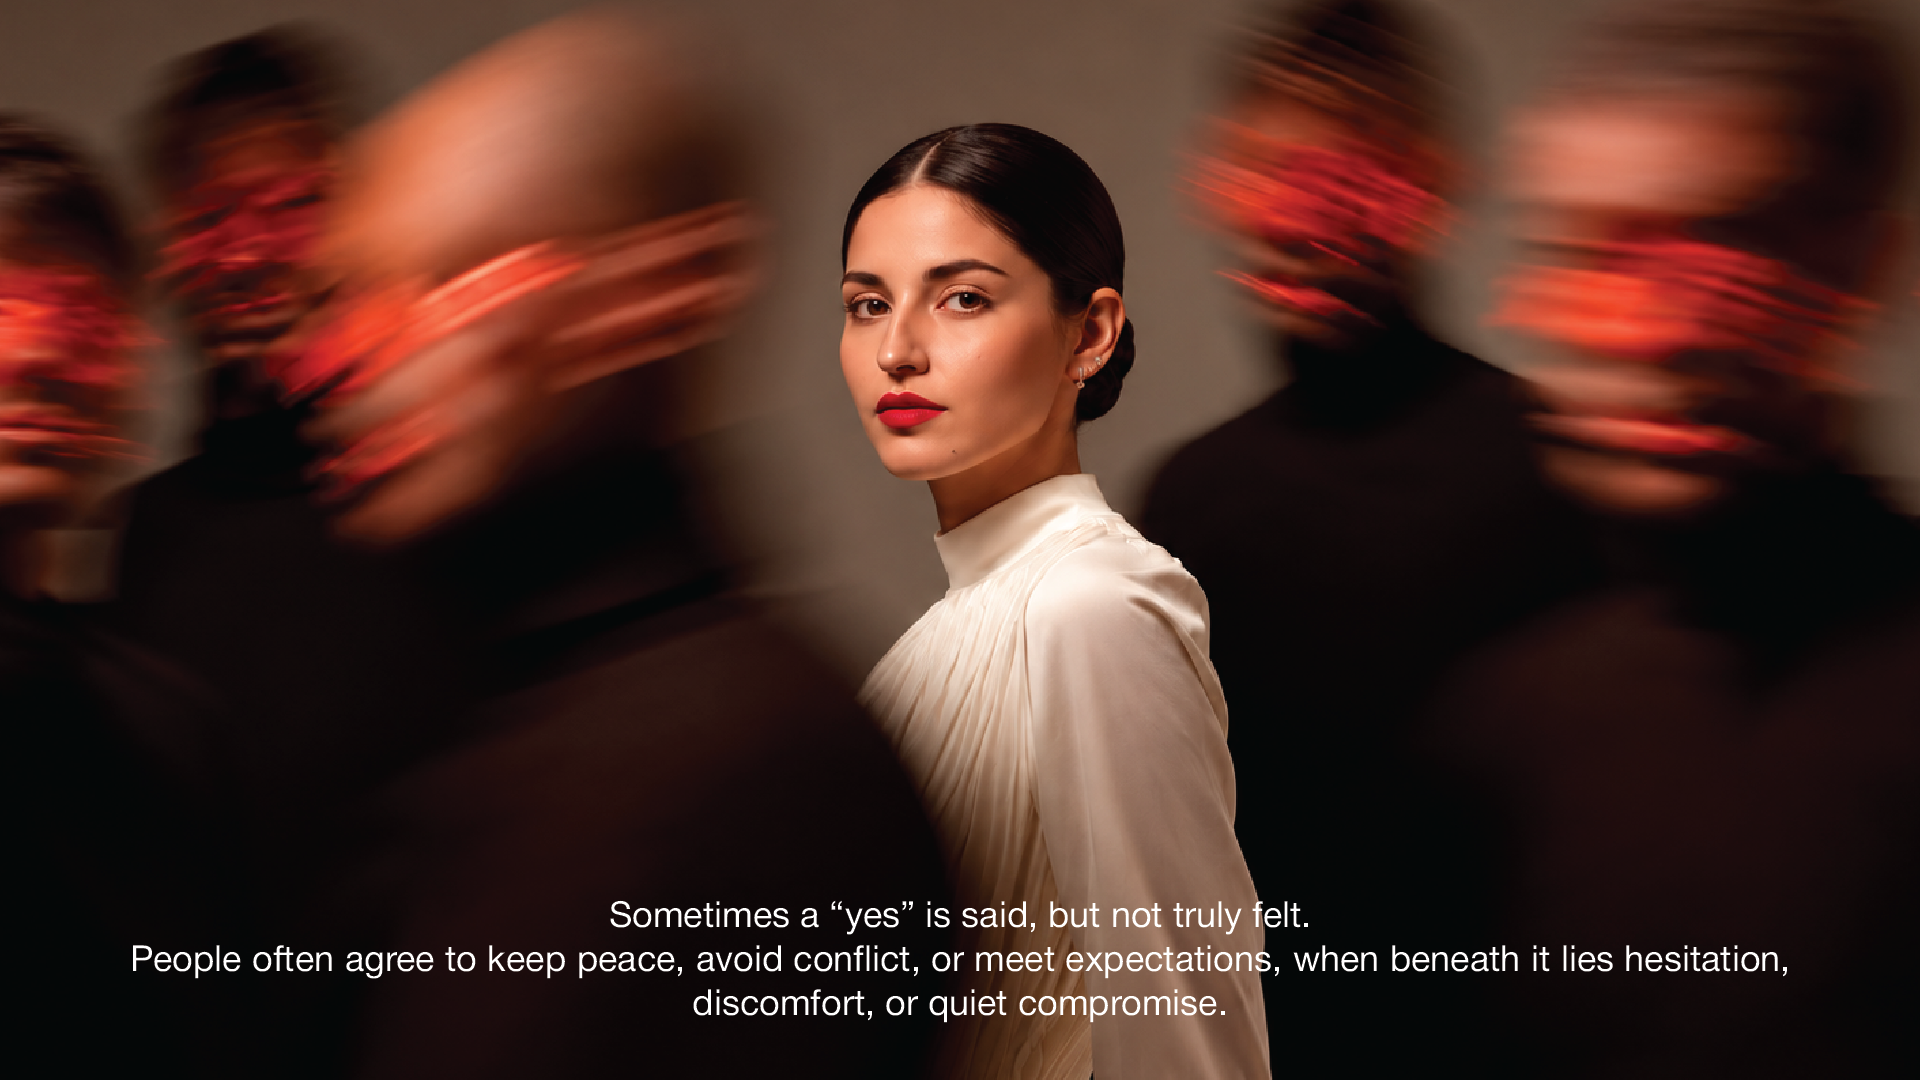 Sometimes a “yes” is said, but not truly felt.
People often agree to keep peace, avoid conflict, or meet expectations, when beneath it lies hesitation,
discomfort, or quiet compromise.